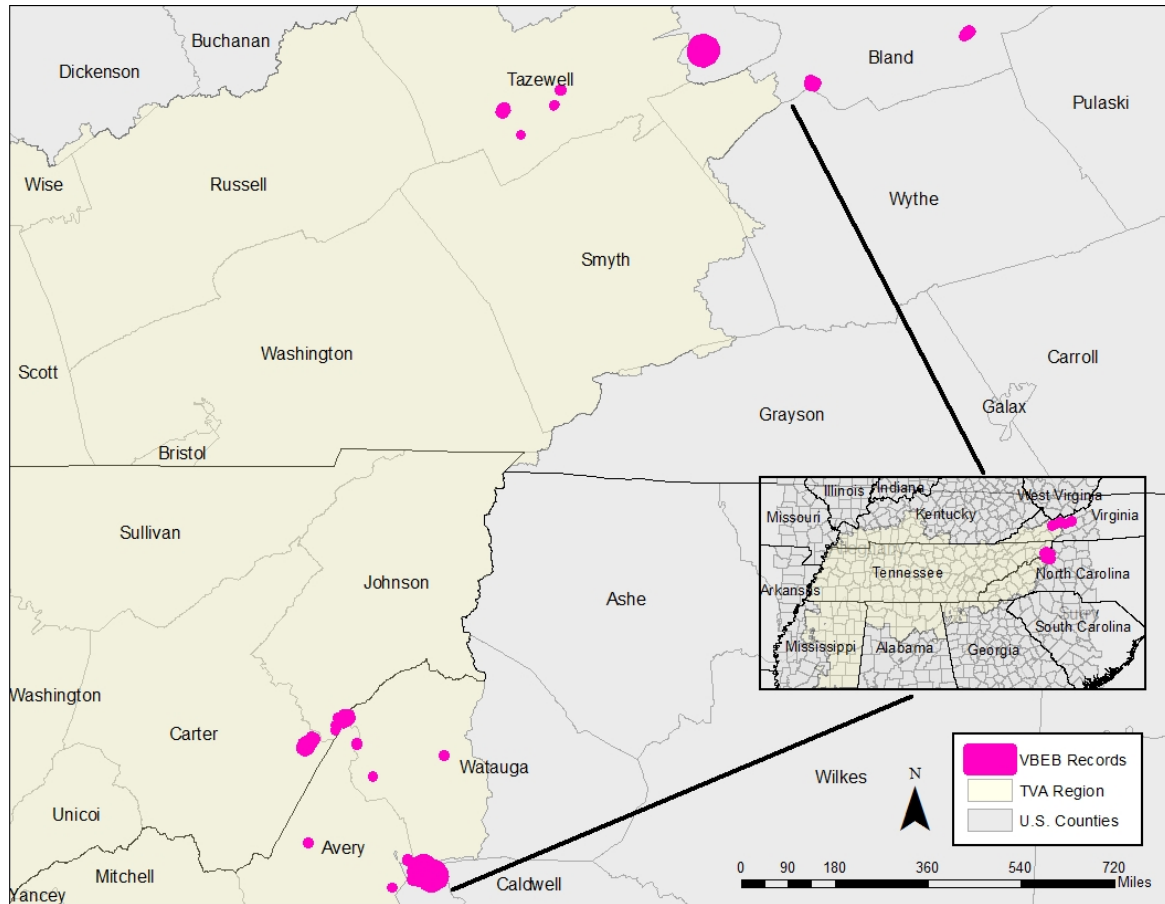 Buchanan
Dickenson
Bland
Tazewell
Pulaski
Wise
Russell
Wythe
Smyth
Washington
Carroll
Scott
Grayson
Galax
Bristol
Illinois
Indiana
West Virginia
Kentucky
Missouri
Virginia
Sullivan
Tennessee
North Carolina
Johnson
Arkansas
Ashe
Surry
South Carolina
Mississippi
Alabama
Georgia
Washington
Carter
Watauga
Wilkes
N
VBEB Records
TVA Region
U.S. Counties
Unicoi
Avery
Mitchell
Caldwell
Yancey
0 90 180 360 540 720
Miles